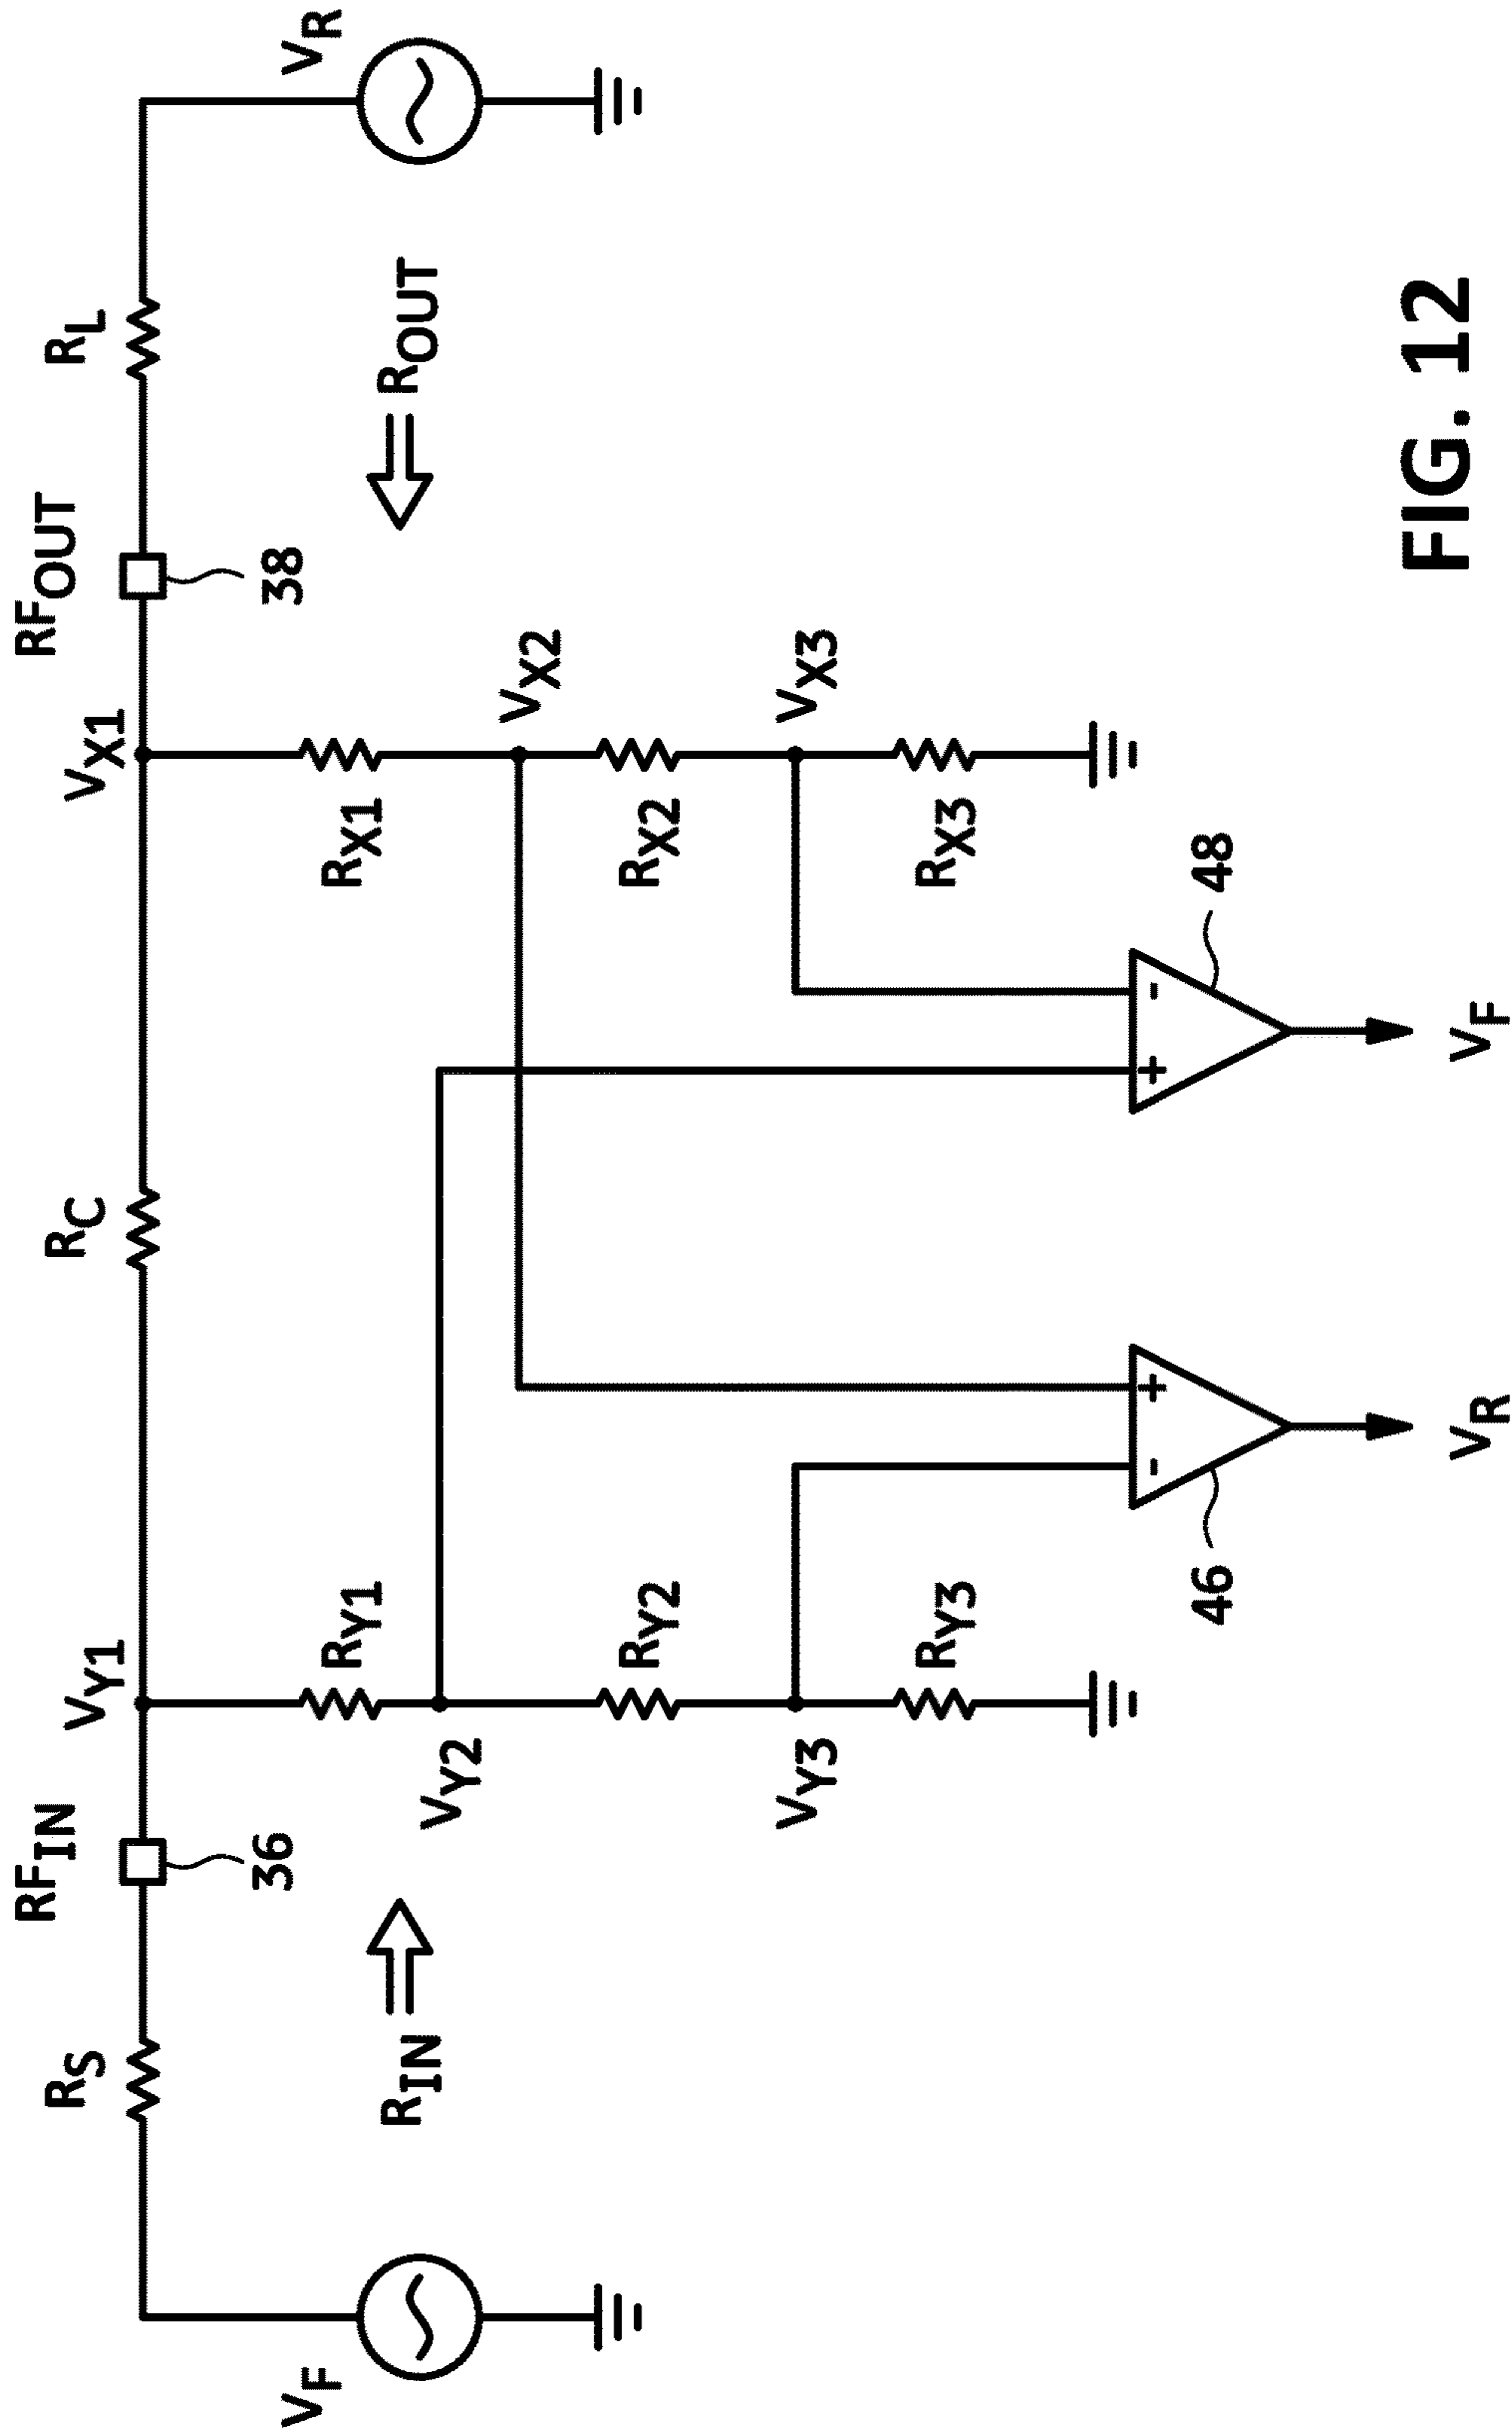 RF_IN
RF_OUT
R_S
V_Y1
R_C
V_X1
R_L
36
38
V_F
V_R
R_IN
R_Y1
R_X1
R_OUT
V_Y2
V_X2
R_Y2
R_X2
V_Y3
V_X3
R_Y3
R_X3
- +
+ -
46
48
V_R
V_F
FIG. 12